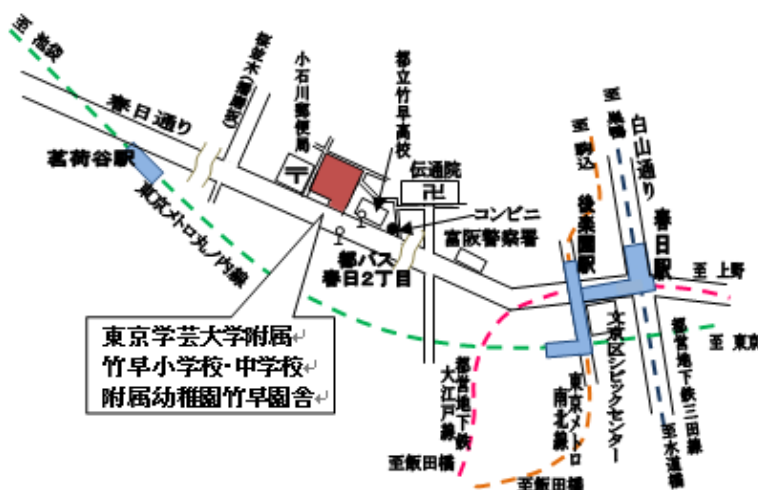 至 池袋
春日通り
茗荷谷駅
東京メトロ丸ノ内線
小石川郵便局
〒
都立竹早高校
伝通院
卍
コンビニ
富阪警察署
都バス
春日2丁目
至 駒込
後楽園駅
至 巣鴨
白山通り
春日駅
至 上野
至 東京
文京区シビックセンター
都営地下鉄三田線
至水道橋
都営地下鉄
大江戸線
至飯田橋
東京メトロ
南北線
至飯田橋
東京学芸大学附属↵
竹早小学校・中学校↵
附属幼稚園竹早園舎↵